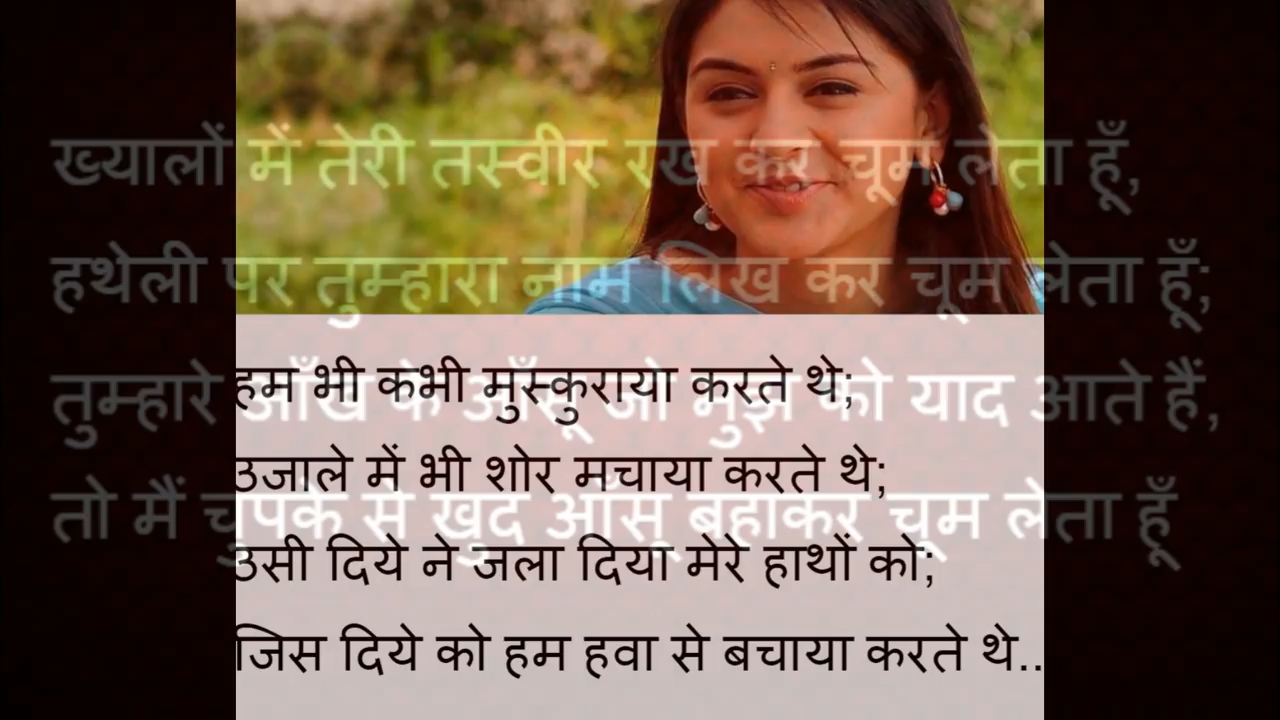 ख्यालों में तेरी तस्वीर रख कर चूम लेता हूँ,
हथेली पर तुम्हारा नाम लिख कर चूम लेता हूँ;
तुम्हारे आँख के आँसू जो मुझ को याद आते हैं,
तो मैं चुपके से खुद आँसू बहाकर चूम लेता हूँ
हम भी कभी मुँस्कुराया करते थे;
उजाले में भी शोर मचाया करते थे;
उसी दिये ने जला दिया मेरे हाथों को;
जिस दिये को हम हवा से बचाया करते थे..